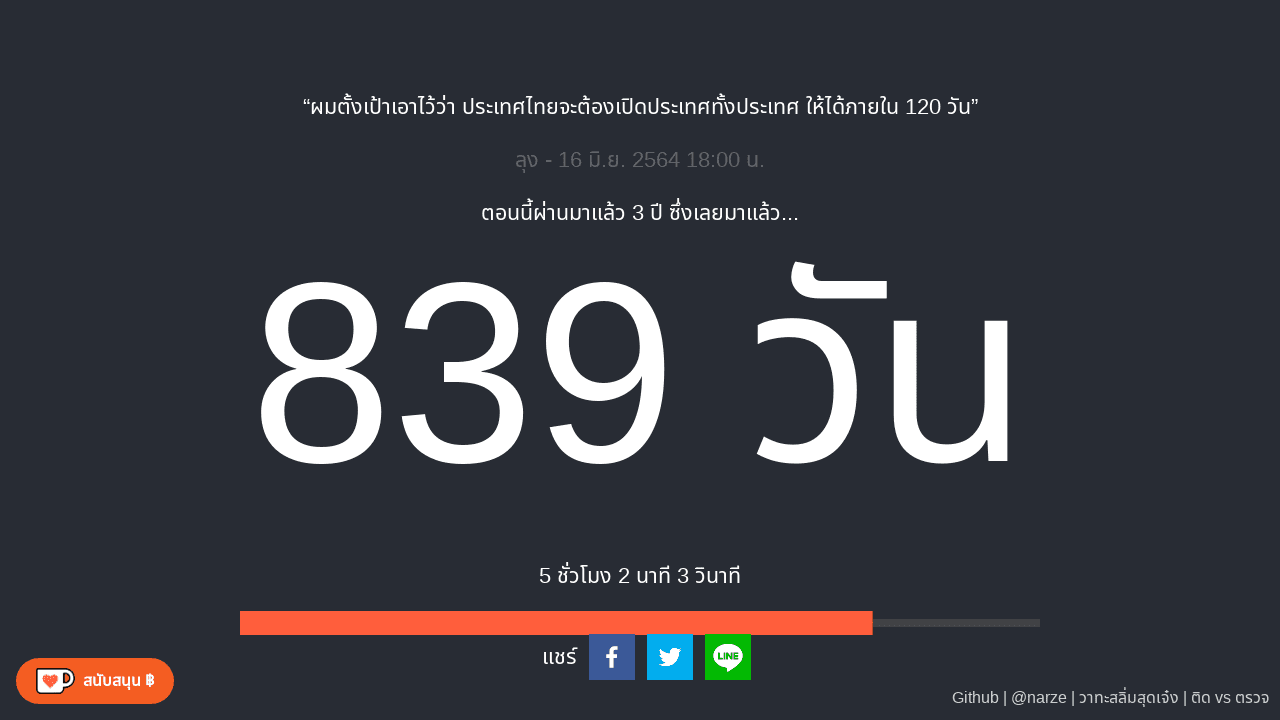 “ผมตั้งเป้าเอาไว้ว่า ประเทศไทยจะต้องเปิดประเทศทั้งประเทศ ให้ได้ภายใน 120 วัน”
ลุง - 16 มิ.ย. 2564 18:00 น.
ตอนนี้ผ่านมาแล้ว 3 ปี ซึ่งเลยมาแล้ว...
839 วัน
5 ชั่วโมง 2 นาที 3 วินาที
แชร์
LINE
สนับสนุน ฿
Github | @narze | วาทะสลิ่มสุดเจ๋ง | ติด vs ตรวจ